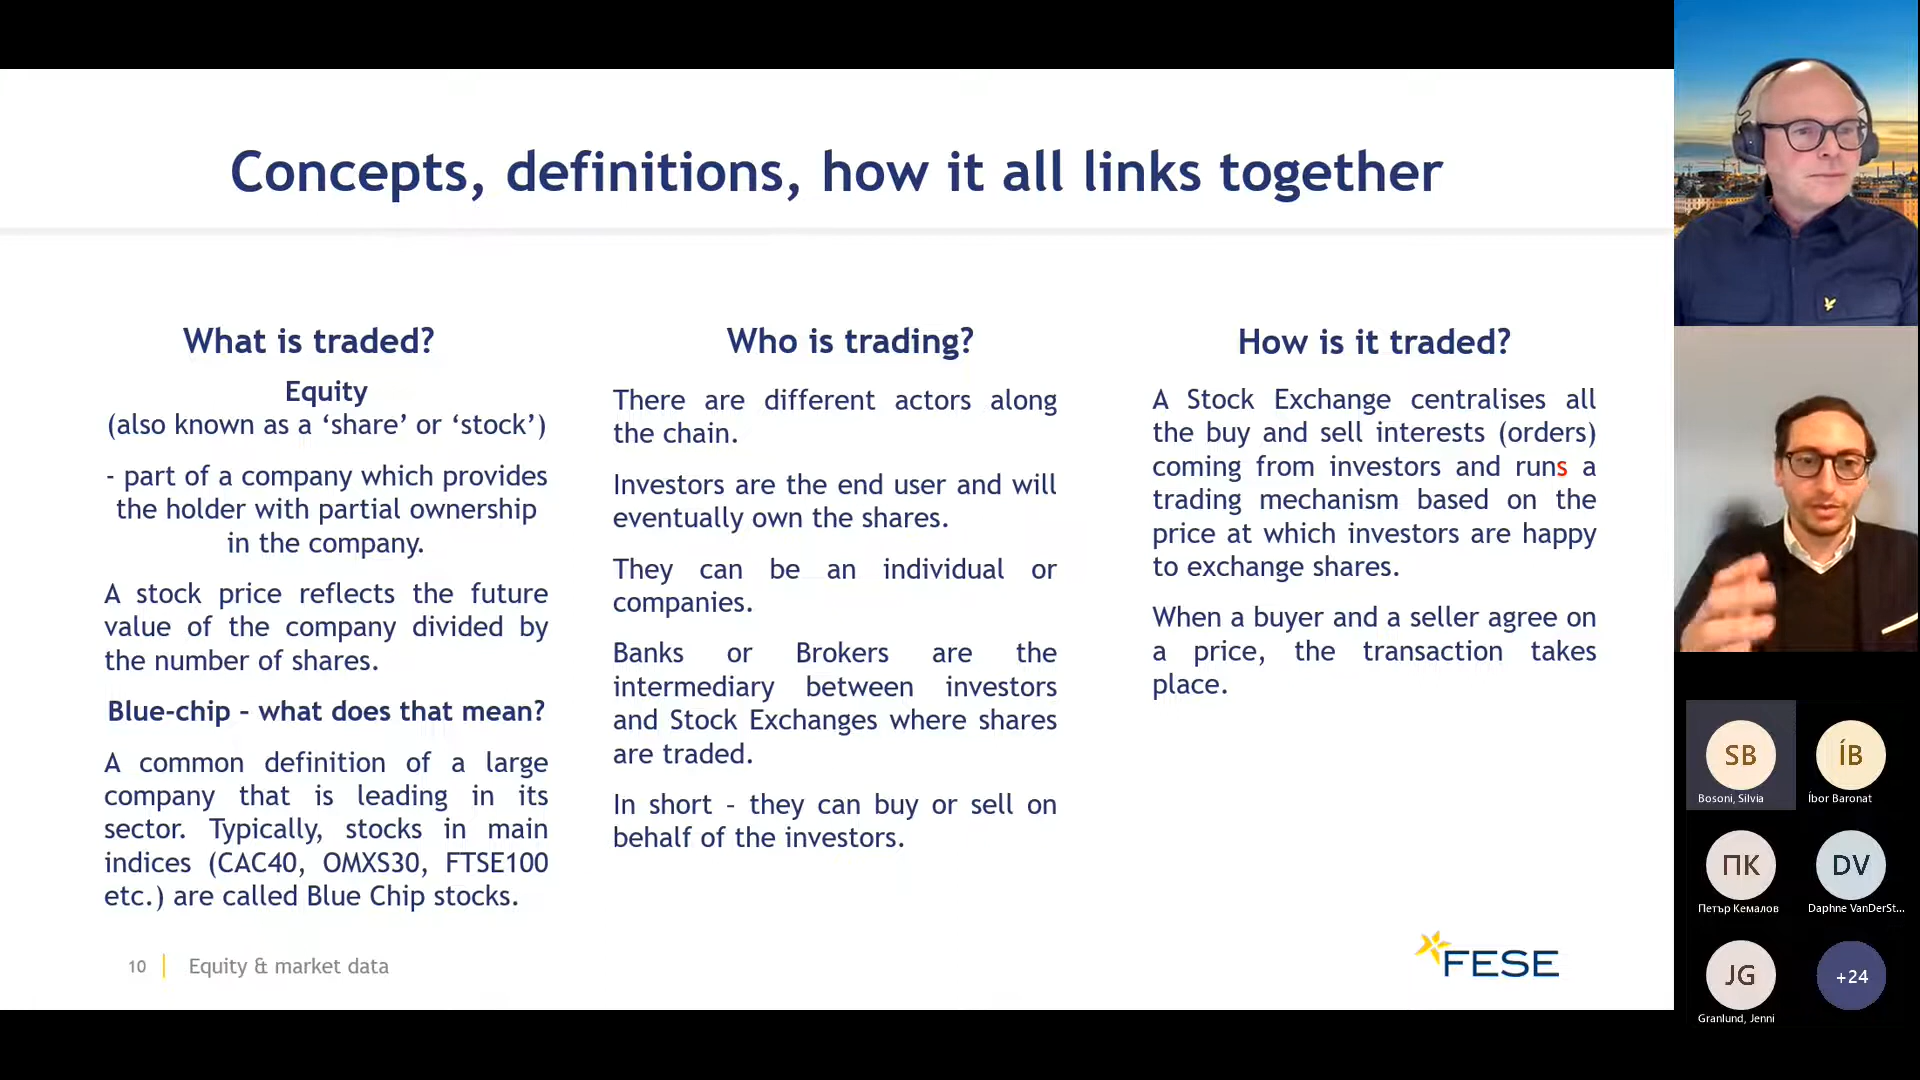 Concepts, definitions, how it all links together
What is traded?
Equity
(also known as a ‘share’ or ‘stock’)
- part of a company which provides
the holder with partial ownership
in the company.
A stock price reflects the future
value of the company divided by
the number of shares.
Blue-chip – what does that mean?
A common definition of a large
company that is leading in its
sector. Typically, stocks in main
indices (CAC40, OMXS30, FTSE100
etc.) are called Blue Chip stocks.
Who is trading?
There are different actors along
the chain.
Investors are the end user and will
eventually own the shares.
They can be an individual or
companies.
Banks or Brokers are the
intermediary between investors
and Stock Exchanges where shares
are traded.
In short – they can buy or sell on
behalf of the investors.
How is it traded?
A Stock Exchange centralises all
the buy and sell interests (orders)
coming from investors and runs a
trading mechanism based on the
price at which investors are happy
to exchange shares.
When a buyer and a seller agree on
a price, the transaction takes
place.
10
Equity & market data
FESE
SB
Bosoni, Silvia
ÍB
Íbor Baronat
ПК
Петър Кемалов
DV
Daphne VanDerSt...
JG
Granlund, Jenni
+24